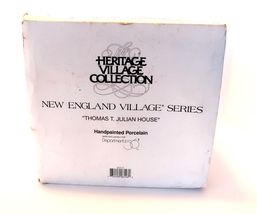 HERITAGE
VILLAGE
COLLECTION
NEW ENGLAND VILLAGE® SERIES
"THOMAS T. JULIAN HOUSE"
Handpainted Porcelain
Department 56